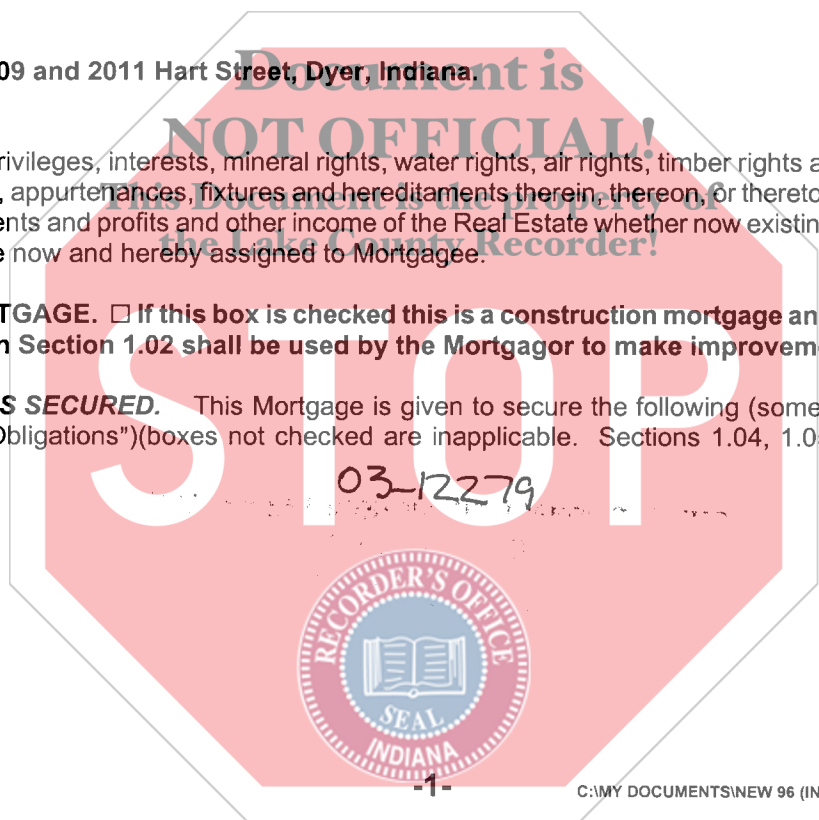 09 and 2011 Hart Street, Dyer, Indiana.
Document is
NOT OFFICIAL!
rivileges, interests, mineral rights, water rights, air rights, timber rights a
, appurtenances, fixtures and hereditaments therein, thereon, or thereto
This Document is the property of
ents and profits and other income of the Real Estate whether now existin
the Lake County Recorder!
e now and hereby assigned to Mortgagee.
TGAGE. ☐ If this box is checked this is a construction mortgage an
n Section 1.02 shall be used by the Mortgagor to make improvem
STOP
S SECURED. This Mortgage is given to secure the following (some
Obligations")(boxes not checked are inapplicable. Sections 1.04, 1.0
03-12279
RECORDER'S OFFICE
SEAL
INDIANA
-1-
C:\MY DOCUMENTS\NEW 96 (IN